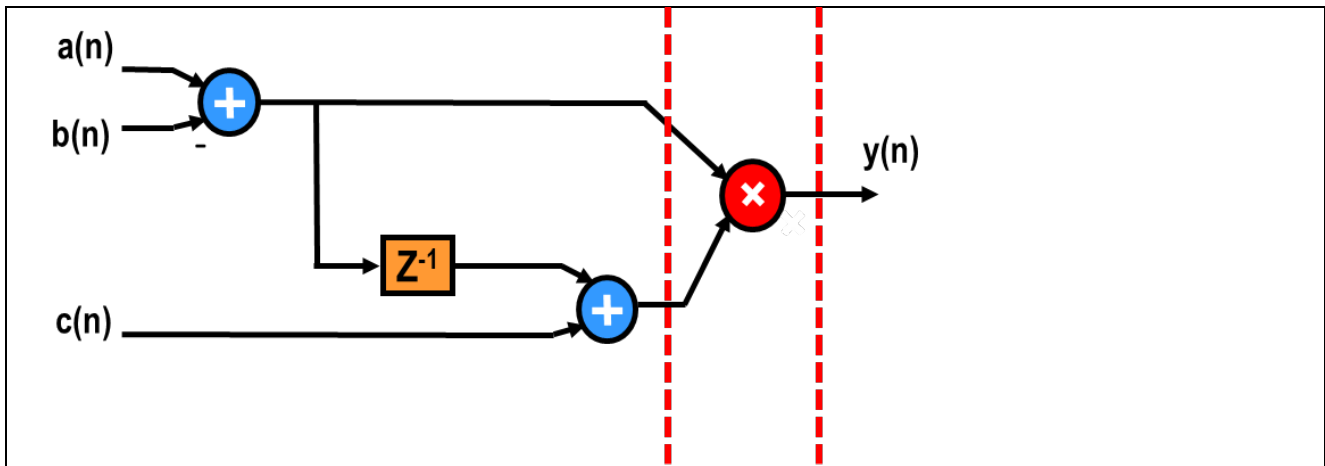 a(n)
+
b(n)
-
y(n)
×
Z-1
+
c(n)